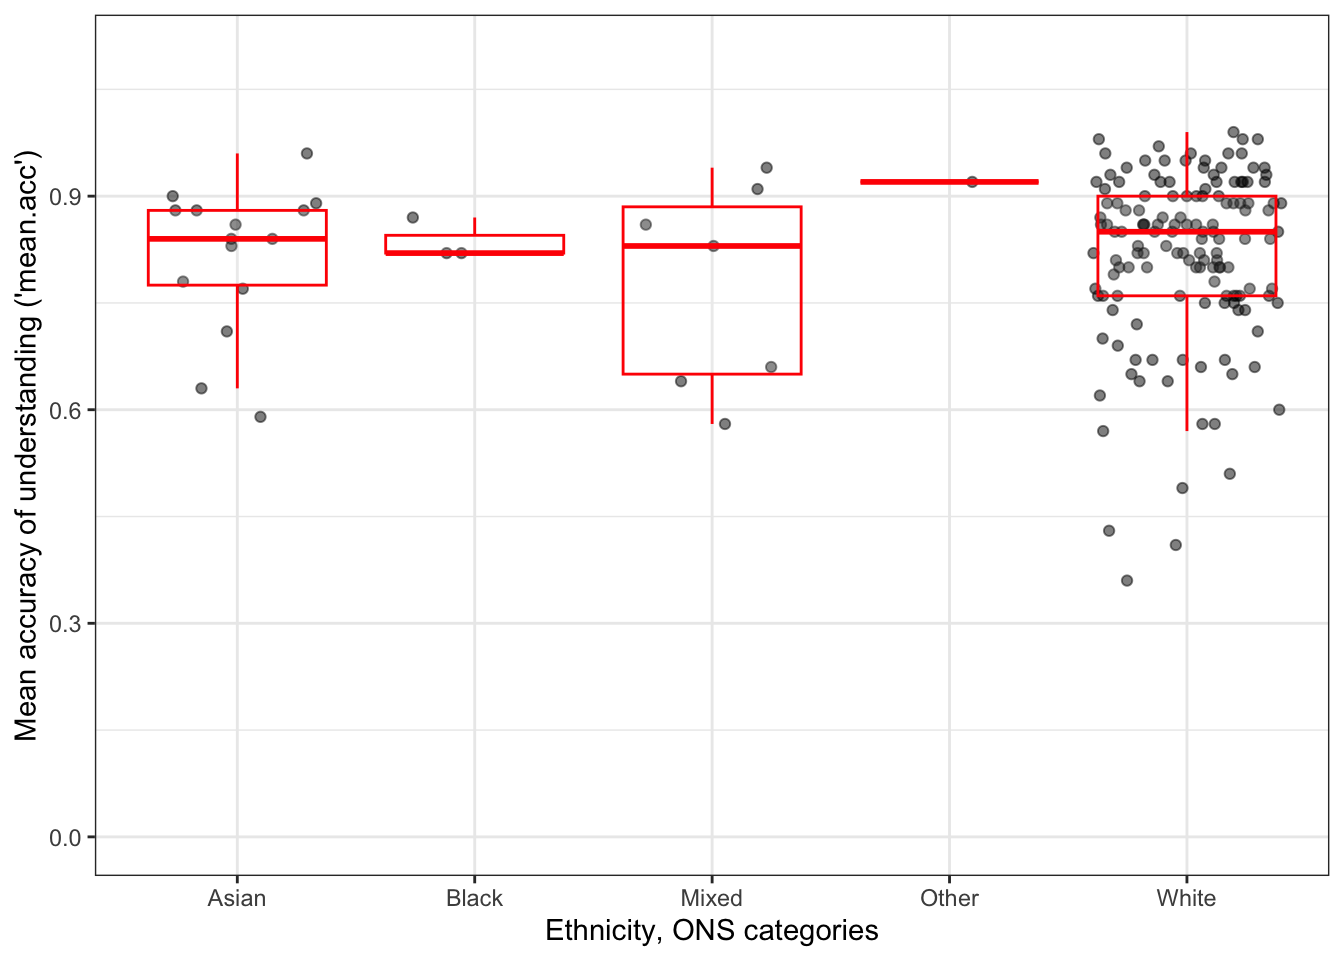 Mean accuracy of understanding ('mean.acc')
0.9
0.6
0.3
0.0
Asian Black Mixed Other White
Ethnicity, ONS categories